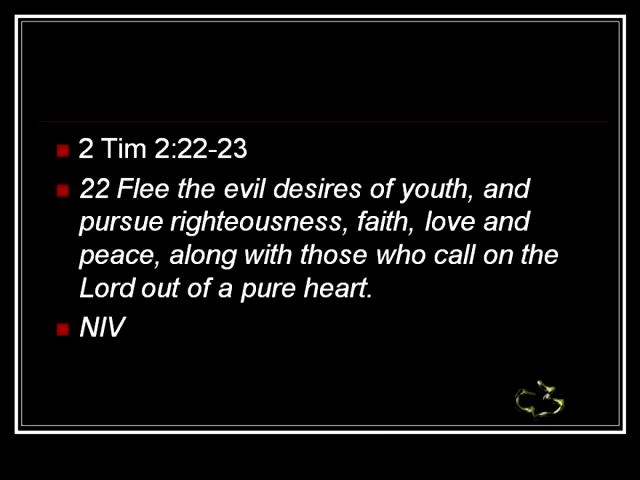 2 Tim 2:22-23
22 Flee the evil desires of youth, and
pursue righteousness, faith, love and
peace, along with those who call on the
Lord out of a pure heart.
NIV